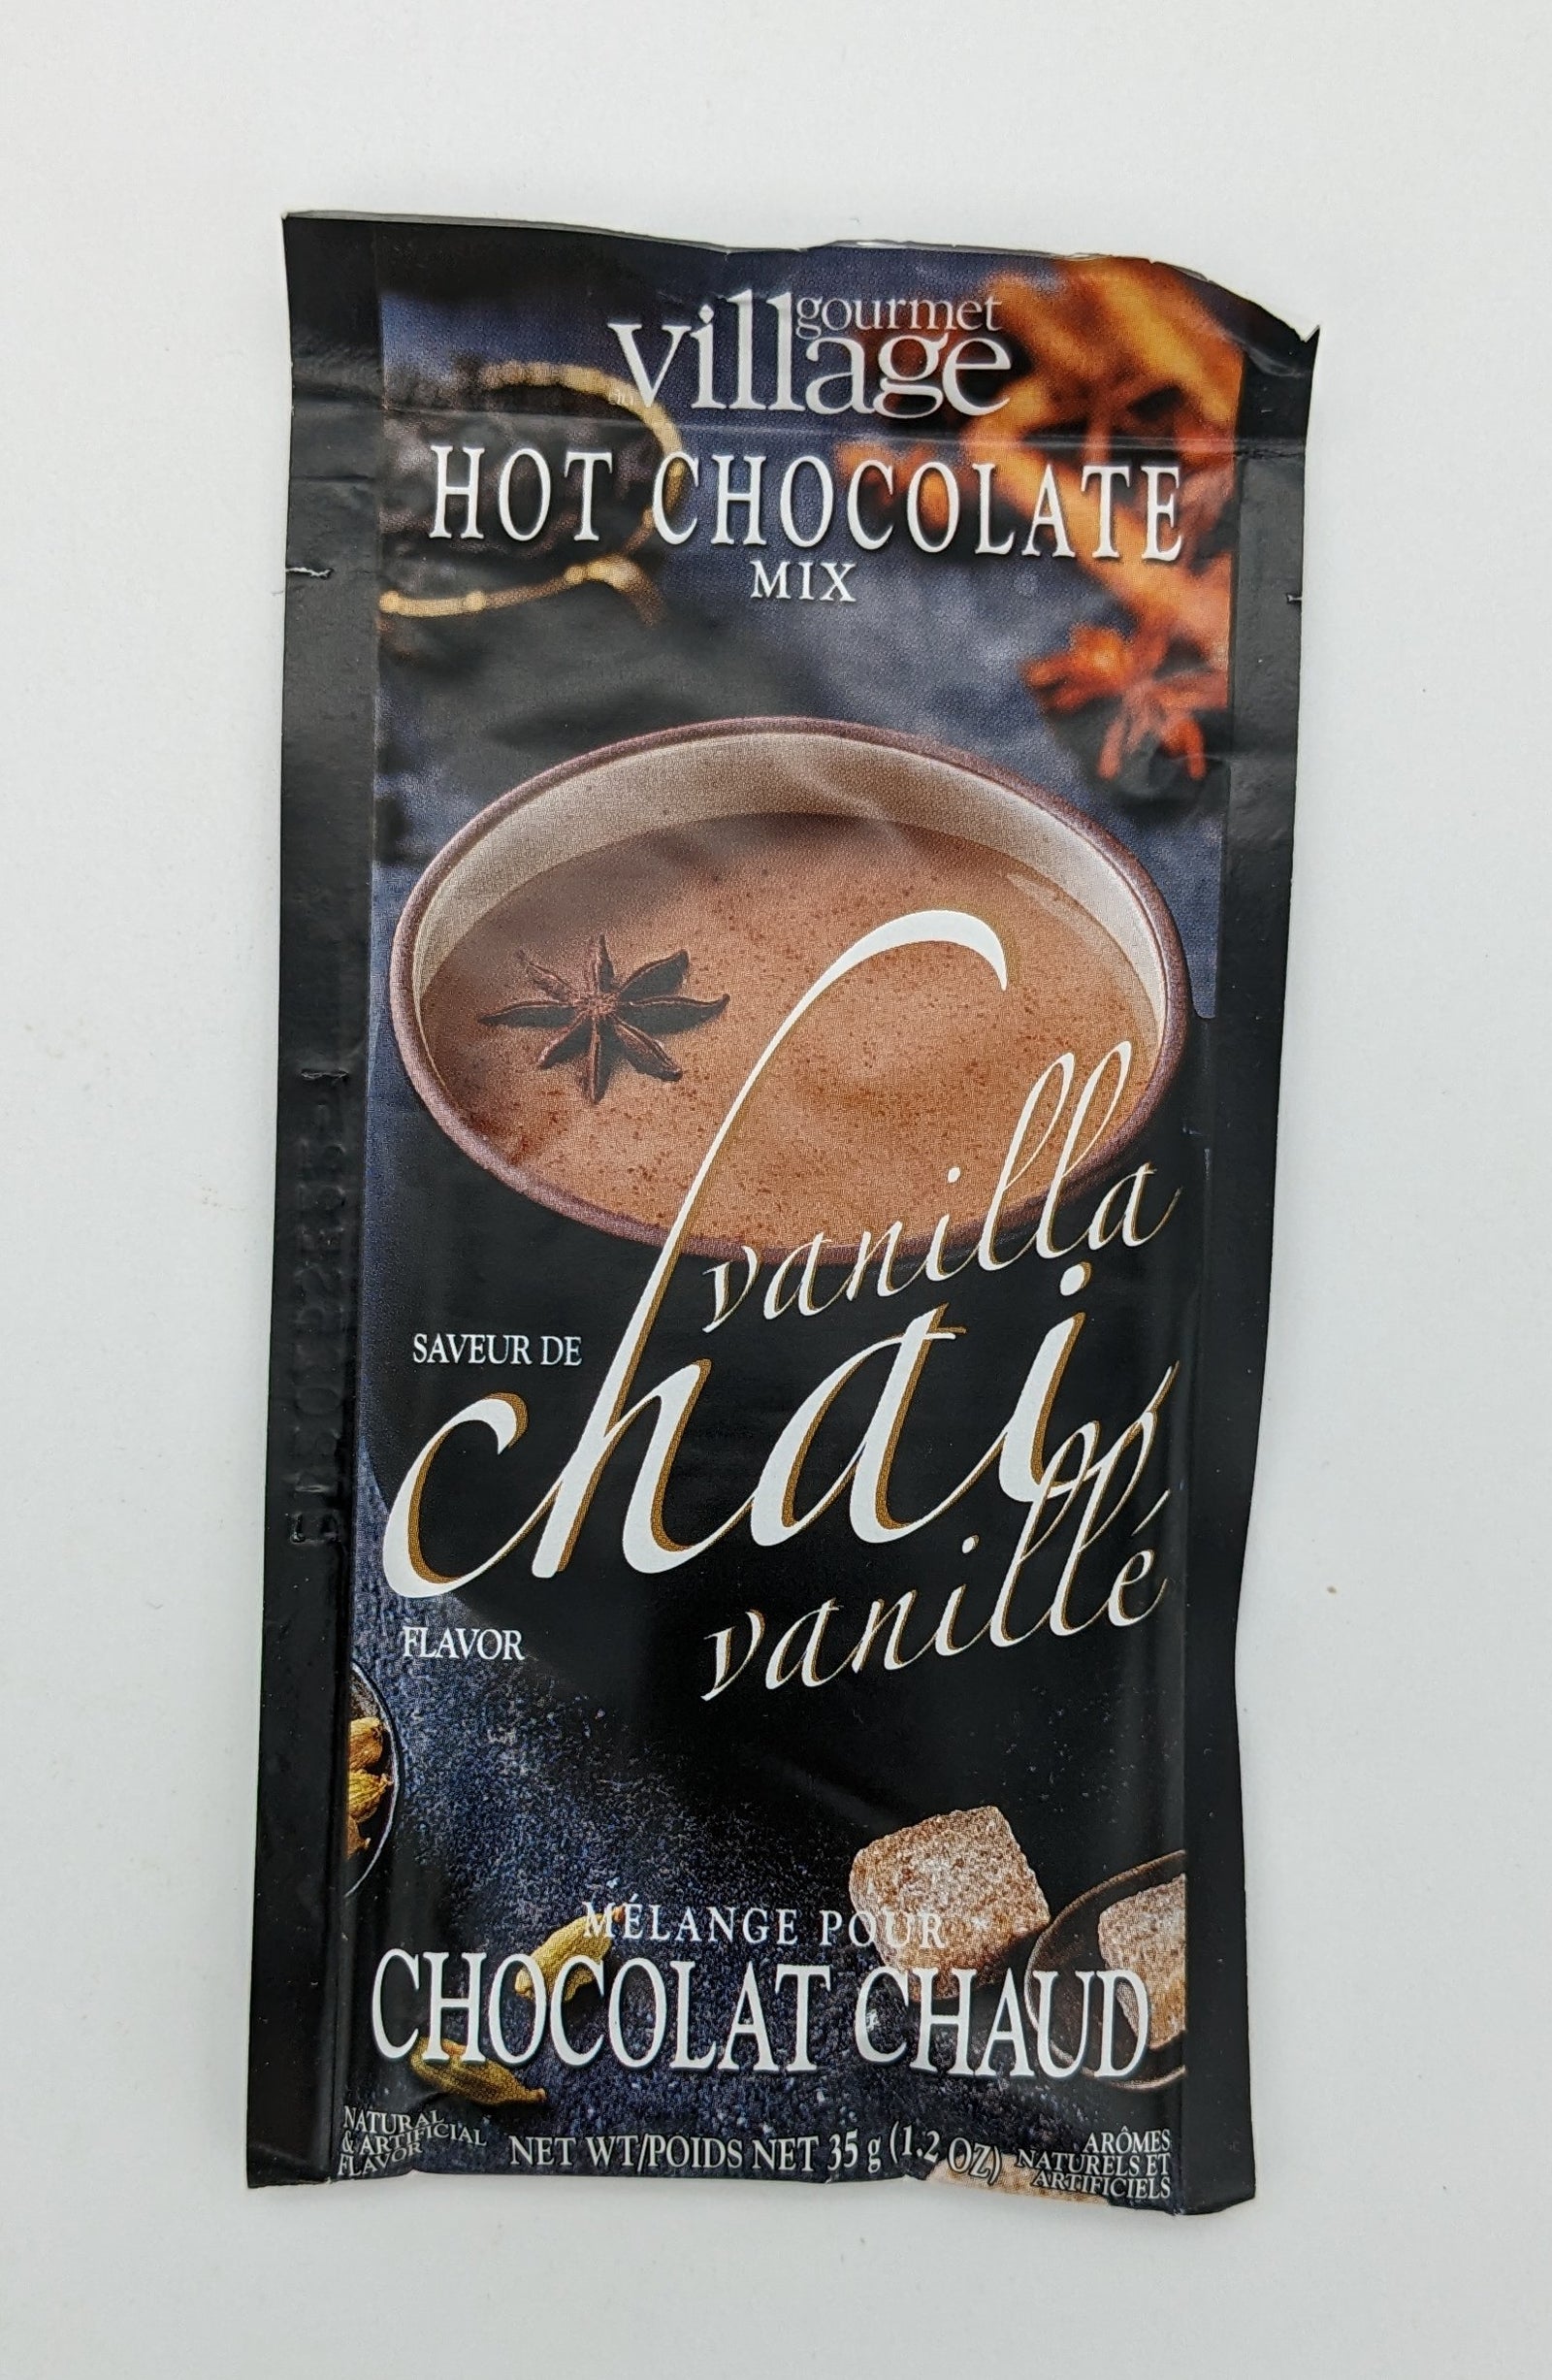 gourmet
village
HOT CHOCOLATE
MIX
vanilla
SAVEUR DE
chai
FLAVOR
vanillé
MÉLANGE POUR
CHOCOLAT CHAUD
NATURAL
& ARTIFICIAL
FLAVOR
NET WT/POIDS NET 35 g (1.2 OZ)
ARÔMES
NATURELS ET
ARTIFICIELS